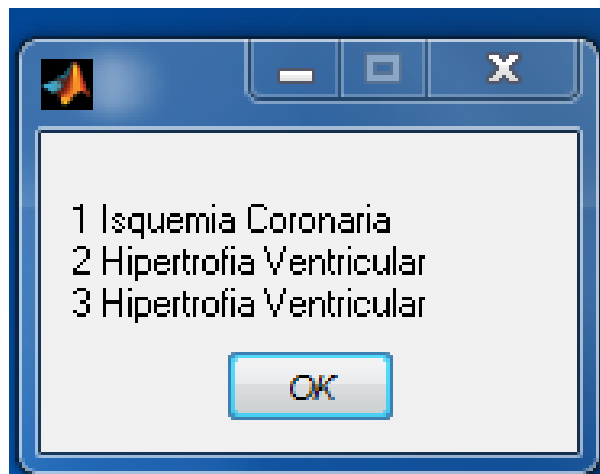 1 Isquemia Coronaria
2 Hipertrofia Ventricular
3 Hipertrofia Ventricular
OK